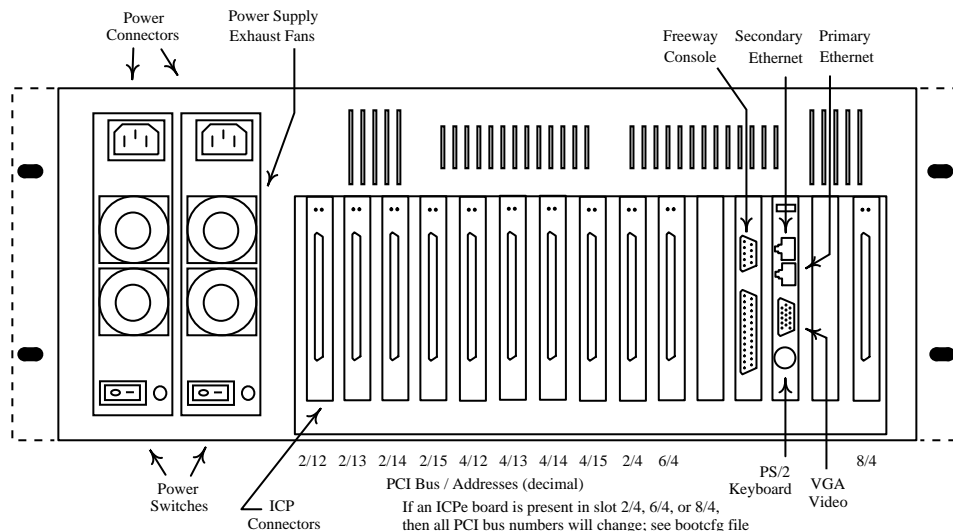 Power
Connectors
Power Supply
Exhaust Fans
Freeway
Console
Secondary
Ethernet
Primary
Ethernet
2/12 2/13 2/14 2/15 4/12 4/13 4/14 4/15 2/4 6/4 8/4
PCI Bus / Addresses (decimal)
Power
Switches
ICP
Connectors
If an ICPe board is present in slot 2/4, 6/4, or 8/4,
then all PCI bus numbers will change; see bootcfg file
PS/2
Keyboard
VGA
Video